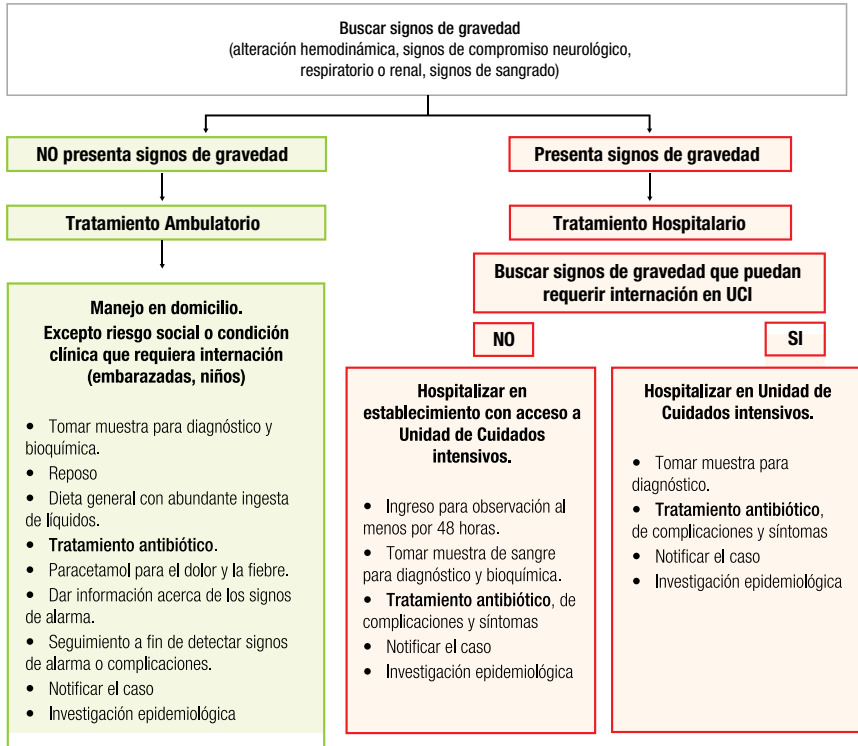 Buscar signos de gravedad
(alteración hemodinámica, signos de compromiso neurológico,
respiratorio o renal, signos de sangrado)
NO presenta signos de gravedad
Tratamiento Ambulatorio
Manejo en domicilio.
Excepto riesgo social o condición
clínica que requiera internación
(embarazadas, niños)
• Tomar muestra para diagnóstico y
bioquímica.
• Reposo
• Dieta general con abundante ingesta
de líquidos.
• Tratamiento antibiótico.
• Paracetamol para el dolor y la fiebre.
• Dar información acerca de los signos
de alarma.
• Seguimiento a fin de detectar signos
de alarma o complicaciones.
• Notificar el caso
• Investigación epidemiológica
Presenta signos de gravedad
Tratamiento Hospitalario
Buscar signos de gravedad que puedan
requerir internación en UCI
NO
Hospitalizar en
establecimiento con acceso a
Unidad de Cuidados
intensivos.
• Ingreso para observación al
menos por 48 horas.
• Tomar muestra de sangre
para diagnóstico y bioquímica.
• Tratamiento antibiótico, de
complicaciones y síntomas
• Notificar el caso
• Investigación epidemiológica
SI
Hospitalizar en Unidad de
Cuidados intensivos.
• Tomar muestra para
diagnóstico.
• Tratamiento antibiótico,
de complicaciones y síntomas
• Notificar el caso
• Investigación epidemiológica